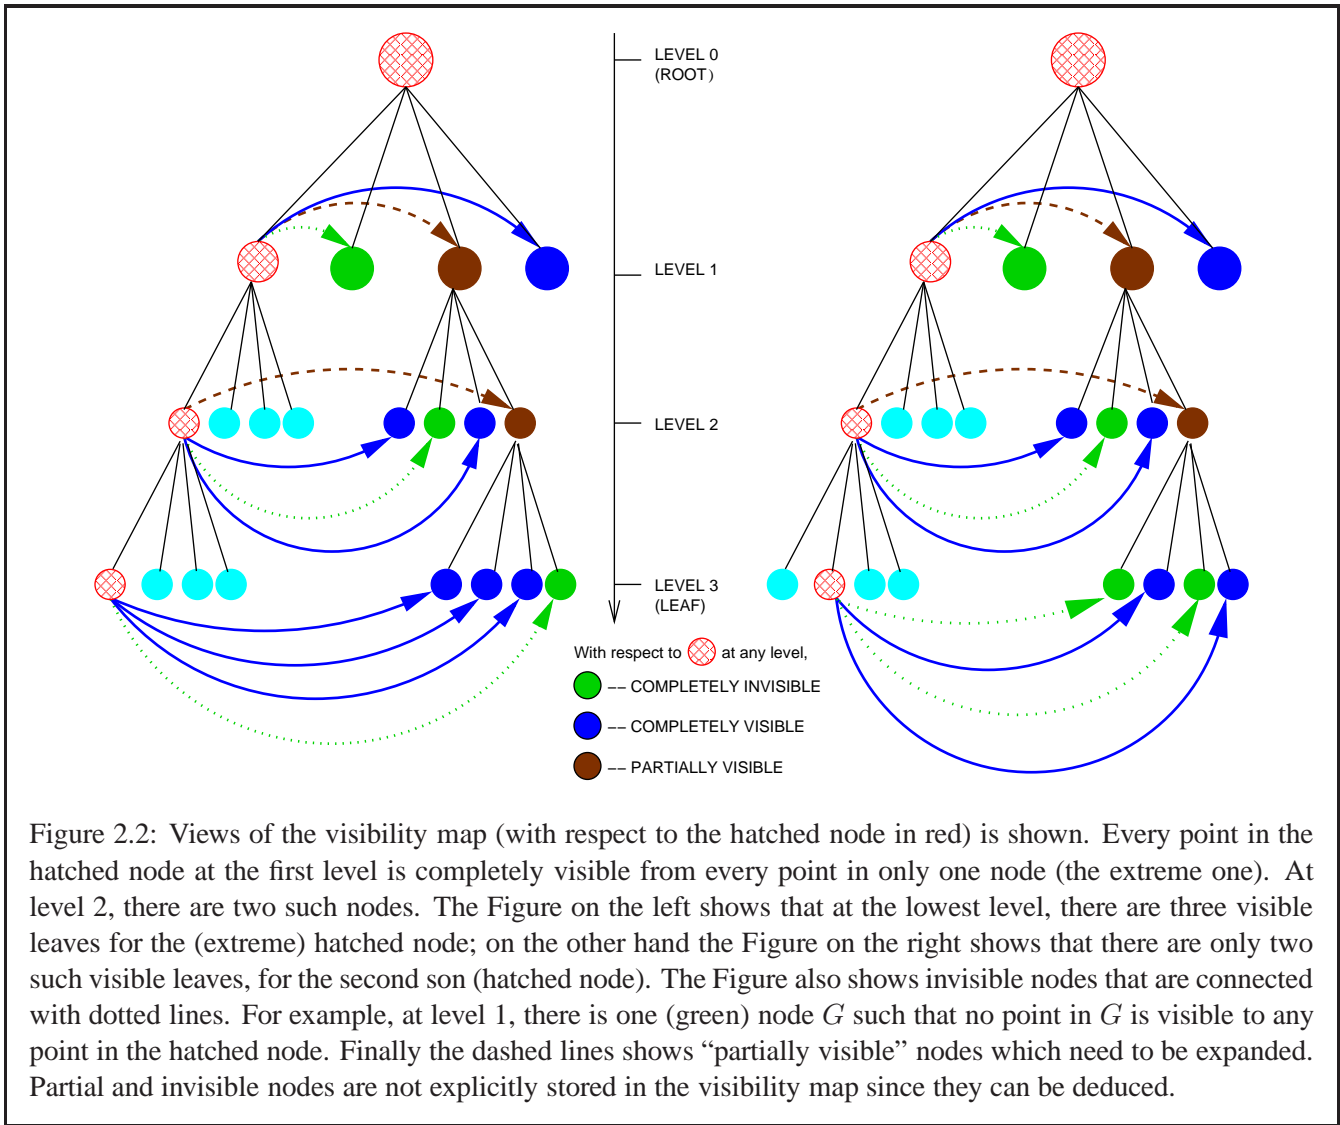 LEVEL 0
(ROOT)
LEVEL 1
LEVEL 2
LEVEL 3
(LEAF)
With respect to at any level,
−− COMPLETELY INVISIBLE
−− COMPLETELY VISIBLE
−− PARTIALLY VISIBLE
Figure 2.2: Views of the visibility map (with respect to the hatched node in red) is shown. Every point in the
hatched node at the first level is completely visible from every point in only one node (the extreme one). At
level 2, there are two such nodes. The Figure on the left shows that at the lowest level, there are three visible
leaves for the (extreme) hatched node; on the other hand the Figure on the right shows that there are only two
such visible leaves, for the second son (hatched node). The Figure also shows invisible nodes that are connected
with dotted lines. For example, at level 1, there is one (green) node G such that no point in G is visible to any
point in the hatched node. Finally the dashed lines shows “partially visible” nodes which need to be expanded.
Partial and invisible nodes are not explicitly stored in the visibility map since they can be deduced.